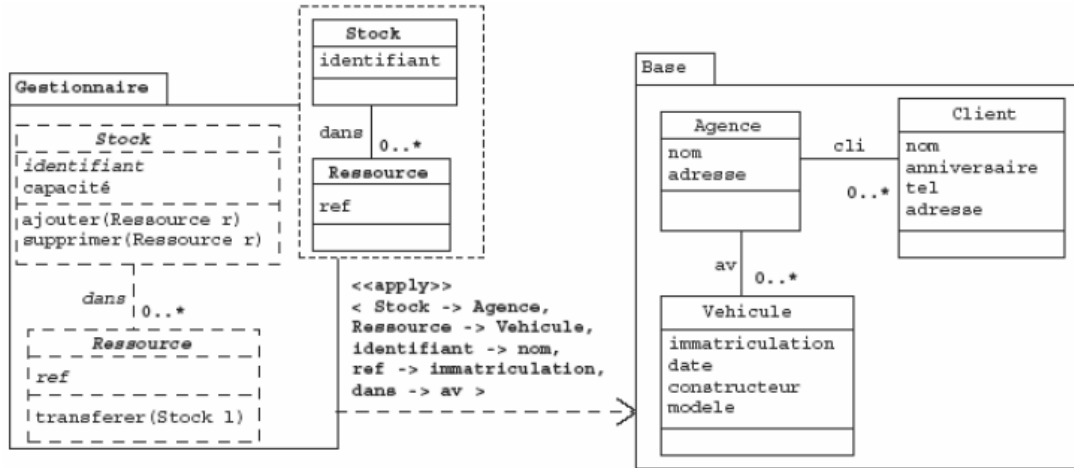 Gestionnaire
Stock
identifiant
capacité
ajouter(Ressource r)
supprimer(Ressource r)
dans
0..*
Ressource
ref
transferer(Stock l)
Stock
identifiant
dans
0..*
Ressource
ref
<<apply>>
< Stock -> Agence,
Ressource -> Vehicule,
identifiant -> nom,
ref -> immatriculation,
dans -> av >
Base
Agence
nom
adresse
cli
0..*
Client
nom
anniversaire
tel
adresse
av
0..*
Vehicule
immatriculation
date
constructeur
modele